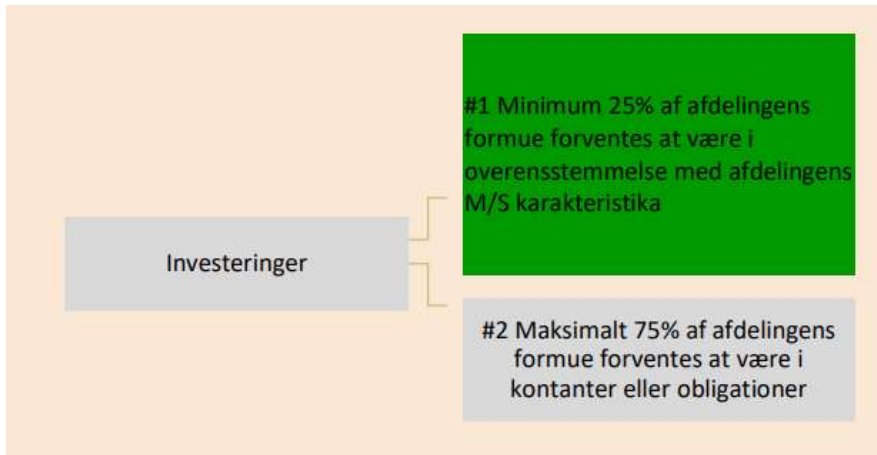 #1 Minimum 25% af afdelingens
formue forventes at være i
overensstemmelse med afdelingens
M/S karakteristika
Investeringer
#2 Maksimalt 75% af afdelingens
formue forventes at være i
kontanter eller obligationer